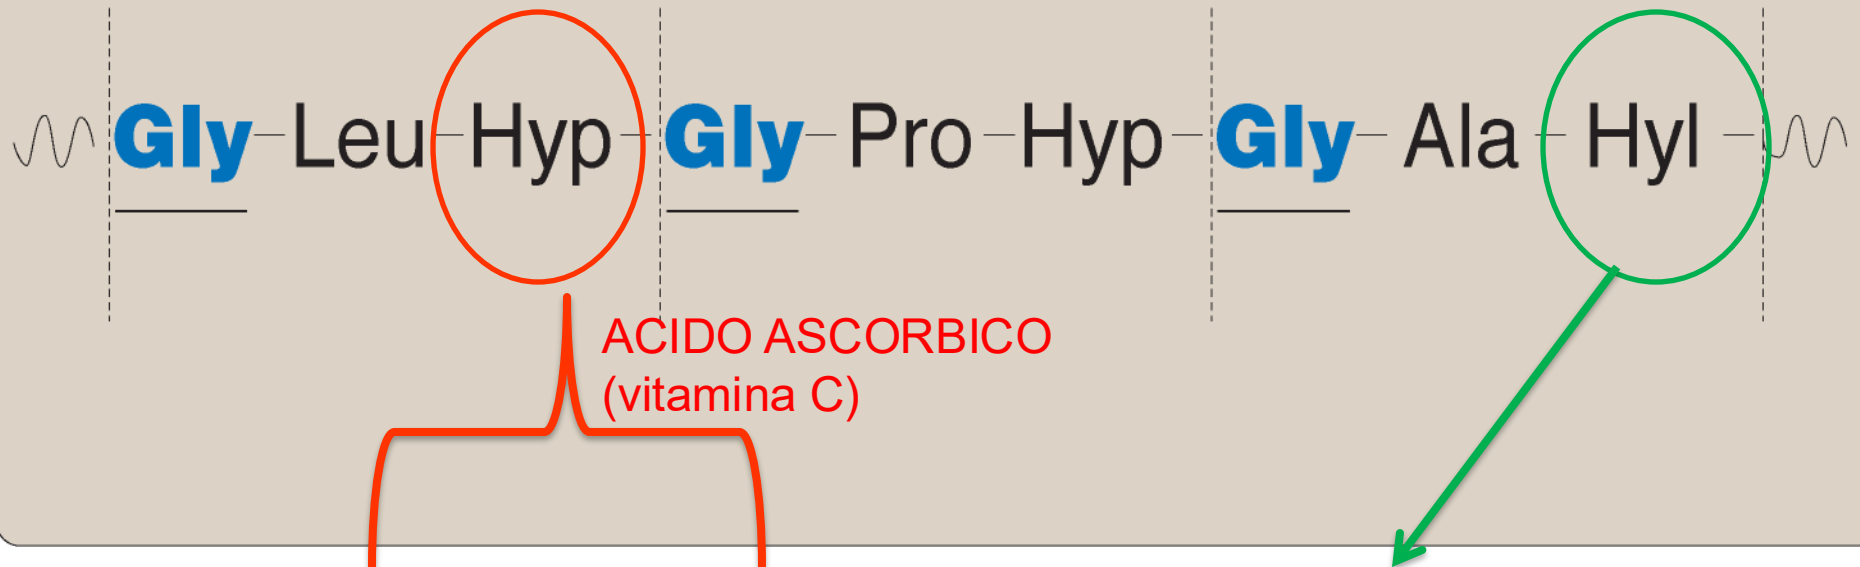 Gly Leu Hyp Gly Pro Hyp Gly Ala Hyl
ACIDO ASCORBICO
(vitamina C)